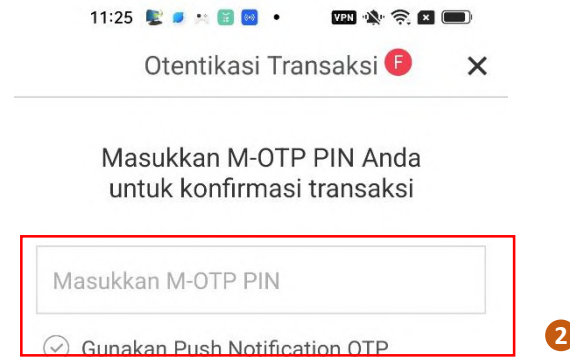 11:25 VPN
Otentikasi Transaksi F
Masukkan M-OTP PIN Anda
untuk konfirmasi transaksi
Masukkan M-OTP PIN
Gunakan Push Notification OTP
2